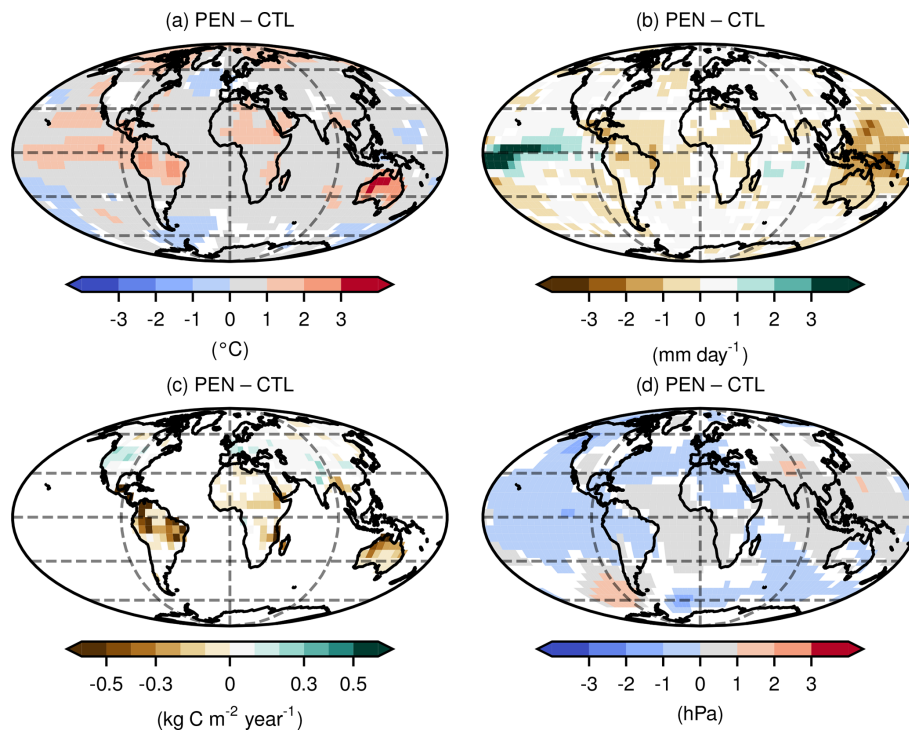 (a) PEN – CTL
(b) PEN – CTL
-3 -2 -1 0 1 2 3
(°C)
-3 -2 -1 0 1 2 3
(mm day⁻¹)
(c) PEN – CTL
(d) PEN – CTL
-0.5 -0.3 0 0.3 0.5
(kg C m⁻² year⁻¹)
-3 -2 -1 0 1 2 3
(hPa)